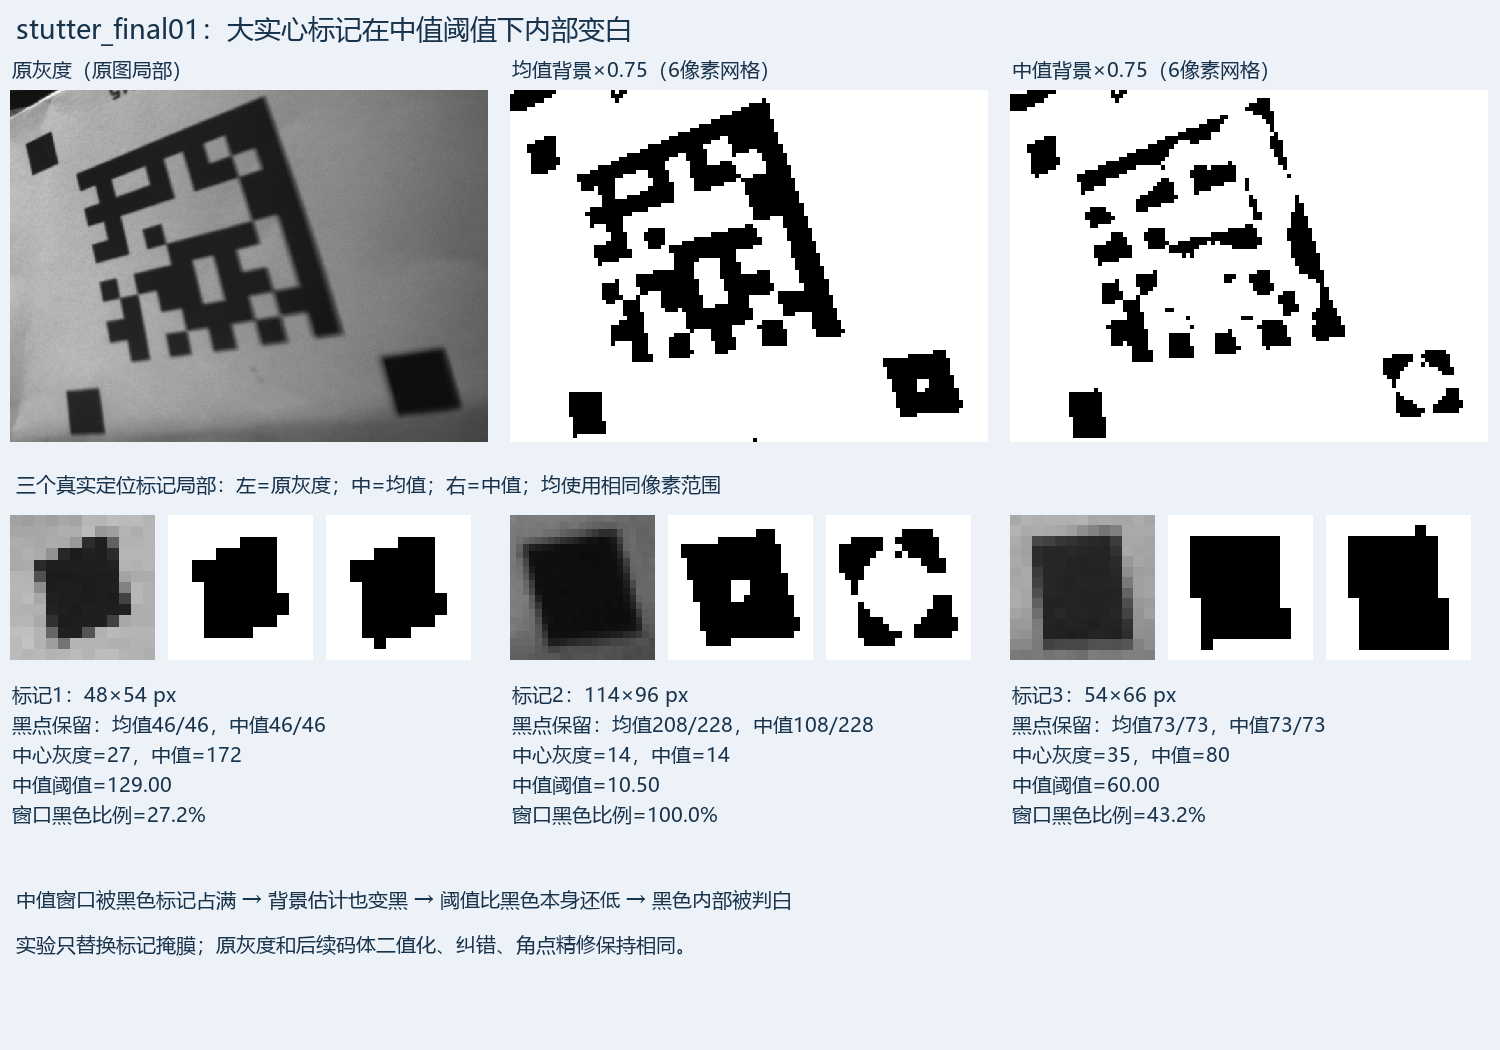 stutter_final01：大实心标记在中值阈值下内部变白
原灰度（原图局部）
均值背景×0.75（6像素网格）
中值背景×0.75（6像素网格）
三个真实定位标记局部：左=原灰度；中=均值；右=中值；均使用相同像素范围
标记1：48×54 px
黑点保留：均值46/46，中值46/46
中心灰度=27，中值=172
中值阈值=129.00
窗口黑色比例=27.2%
标记2：114×96 px
黑点保留：均值208/228，中值108/228
中心灰度=14，中值=14
中值阈值=10.50
窗口黑色比例=100.0%
标记3：54×66 px
黑点保留：均值73/73，中值73/73
中心灰度=35，中值=80
中值阈值=60.00
窗口黑色比例=43.2%
中值窗口被黑色标记占满 → 背景估计也变黑 → 阈值比黑色本身还低 → 黑色内部被判白
实验只替换标记掩膜；原灰度和后续码体二值化、纠错、角点精修保持相同。